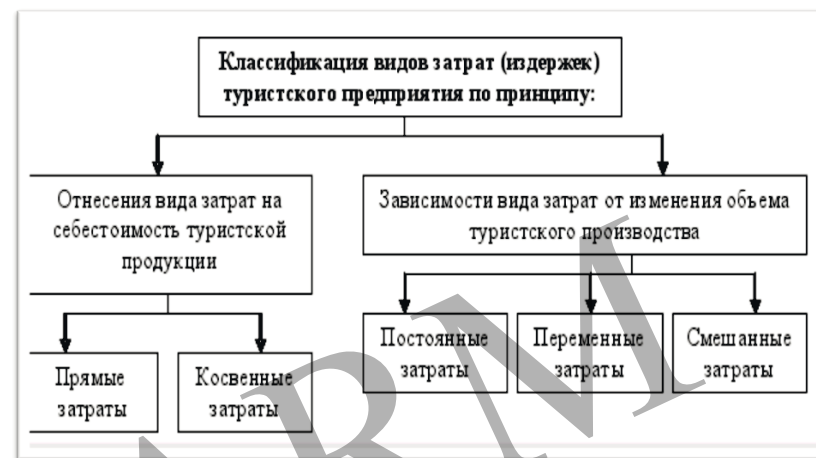 Классификация видов затрат (издержек)
туристского предприятия по принципу:
Отнесения вида затрат на
себестоимость туристской
продукции
Зависимости вида затрат от изменения объема
туристского производства
Прямые
затраты
Косвенные
затраты
Постоянные
затраты
Переменные
затраты
Смешанные
затраты
ARM